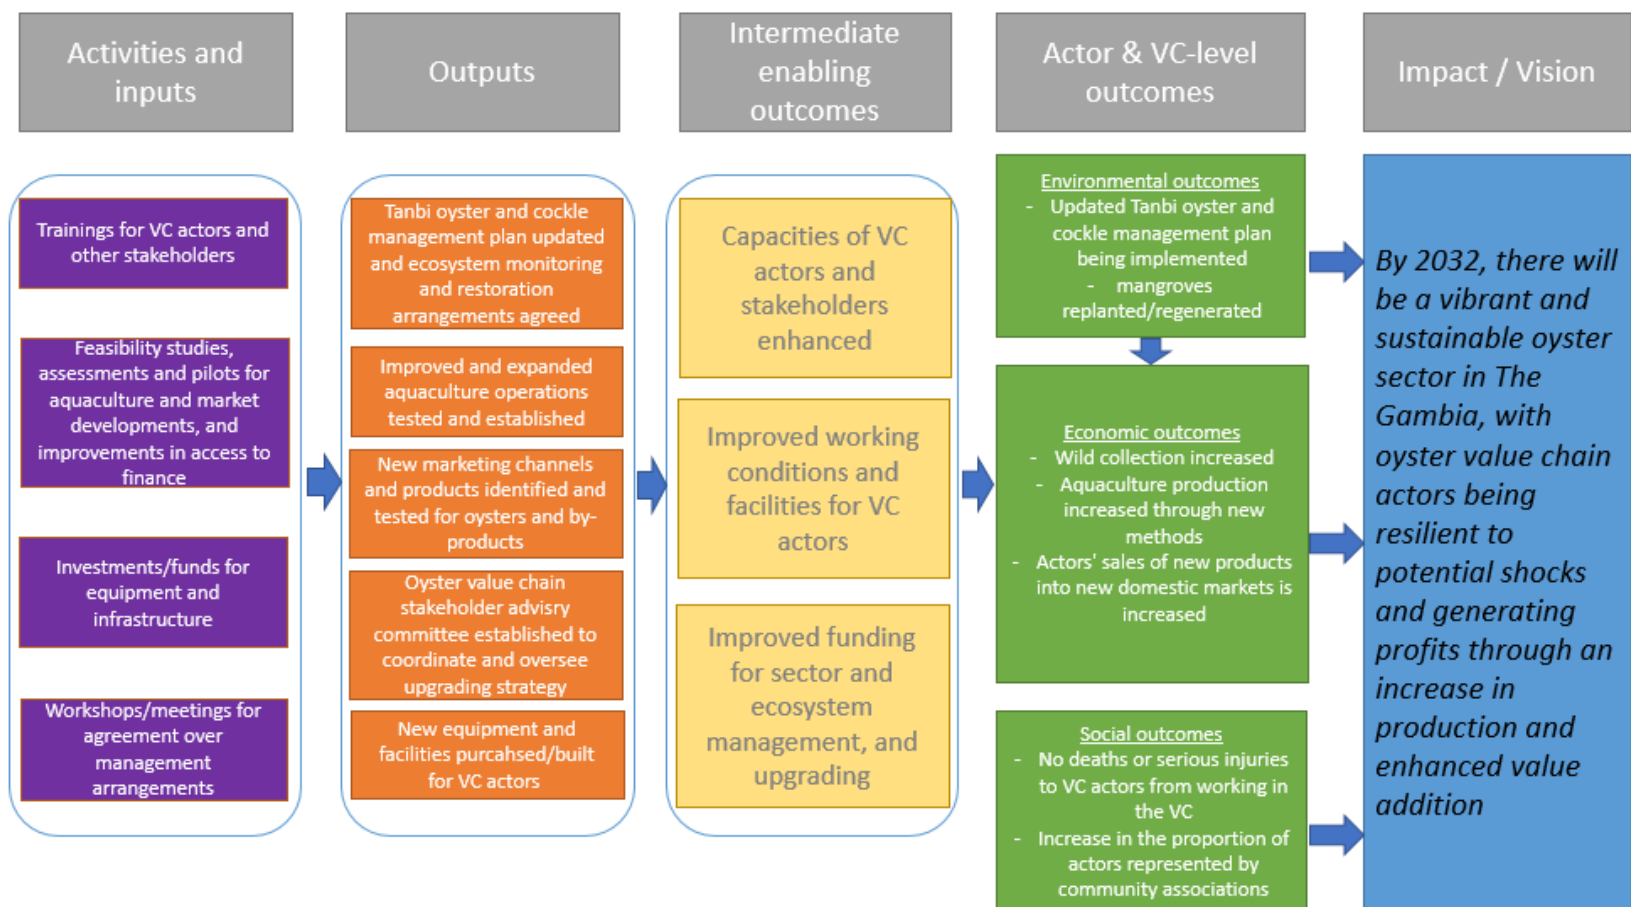 Activities and
inputs
Outputs
Intermediate
enabling
outcomes
Actor & VC-level
outcomes
Impact / Vision
Trainings for VC actors and
other stakeholders
Feasibility studies,
assessments and pilots for
aquaculture and market
developments, and
improvements in access to
finance
Investments/funds for
equipment and
infrastructure
Workshops/meetings for
agreement over
management
arrangements
Tanbi oyster and cockle
management plan updated
and ecosystem monitoring
and restoration
arrangements agreed
Improved and expanded
aquaculture operations
tested and established
New marketing channels
and products identified and
tested for oysters and by-
products
Oyster value chain
stakeholder advisry
committee established to
coordinate and oversee
upgrading strategy
New equipment and
facilities purcahsed/built
for VC actors
Capacities of VC
actors and
stakeholders
enhanced
Improved working
conditions and
facilities for VC
actors
Improved funding
for sector and
ecosystem
management, and
upgrading
Environmental outcomes
- Updated Tanbi oyster and
cockle management plan
being implemented
- mangroves
replanted/regenerated
Economic outcomes
- Wild collection increased
- Aquaculture production
increased through new
methods
- Actors' sales of new products
into new domestic markets is
increased
Social outcomes
- No deaths or serious injuries
to VC actors from working in
the VC
- Increase in the proportion of
actors represented by
community associations
By 2032, there will
be a vibrant and
sustainable oyster
sector in The
Gambia, with
oyster value chain
actors being
resilient to
potential shocks
and generating
profits through an
increase in
production and
enhanced value
addition